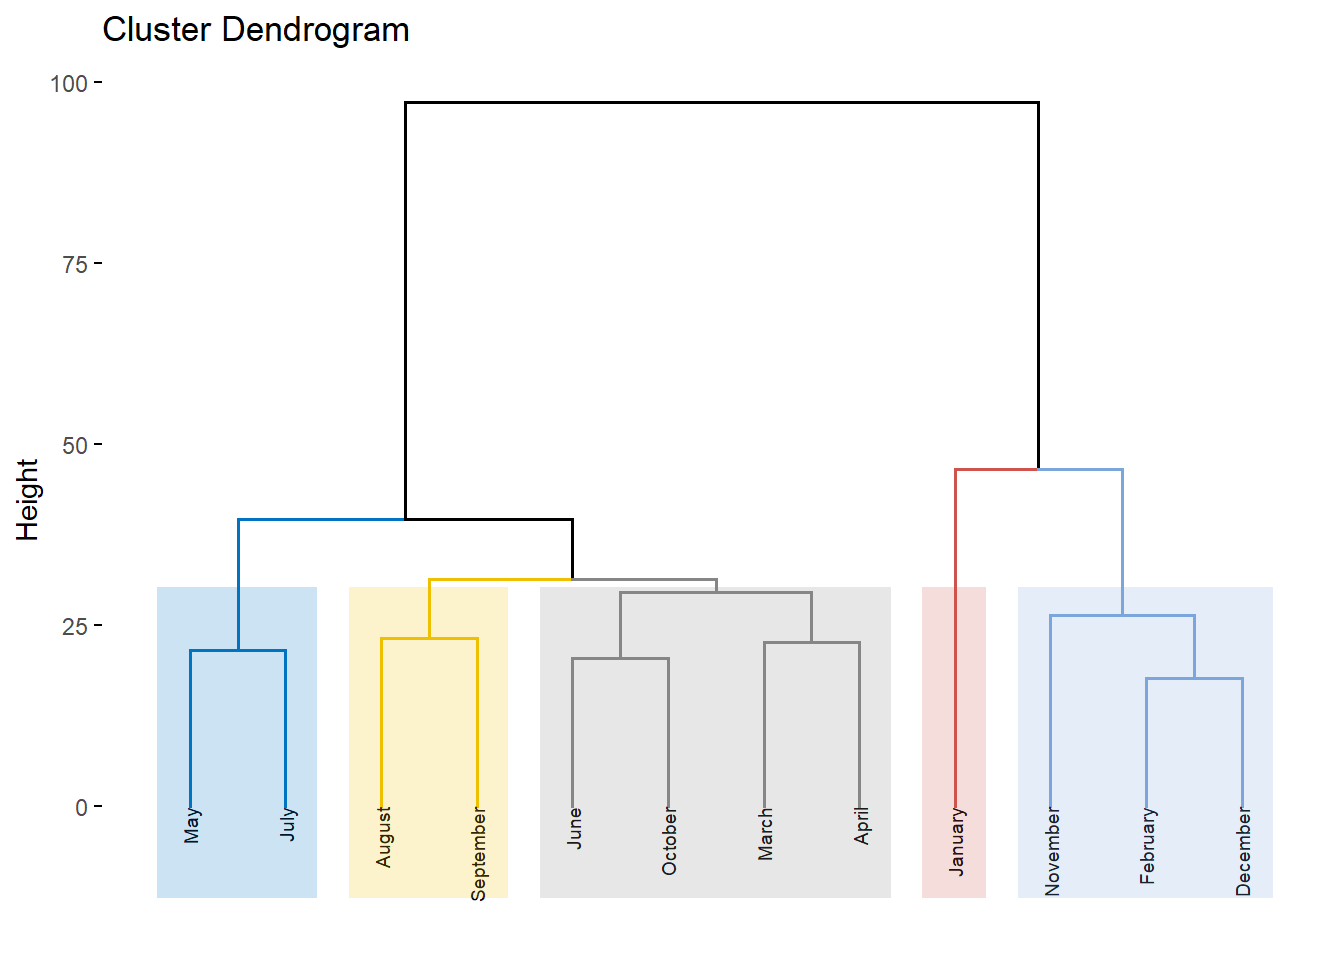 Cluster Dendrogram
100
75
50
25
0
Height
May
July
August
September
June
October
March
April
January
November
February
December